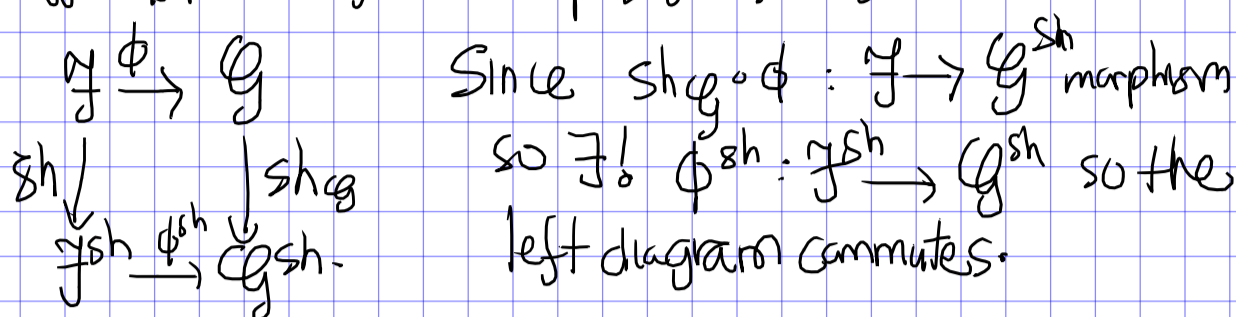 ℱ ϕ→ 𝒢
Since sh𝒢∘ϕ : ℱ → 𝒢^sh morphism
sh↓ ↓sh𝒢
so ∃! ϕ^sh : ℱ^sh → 𝒢^sh so the
ℱ^sh ϕ^sh→ 𝒢^sh.
left diagram commutes.